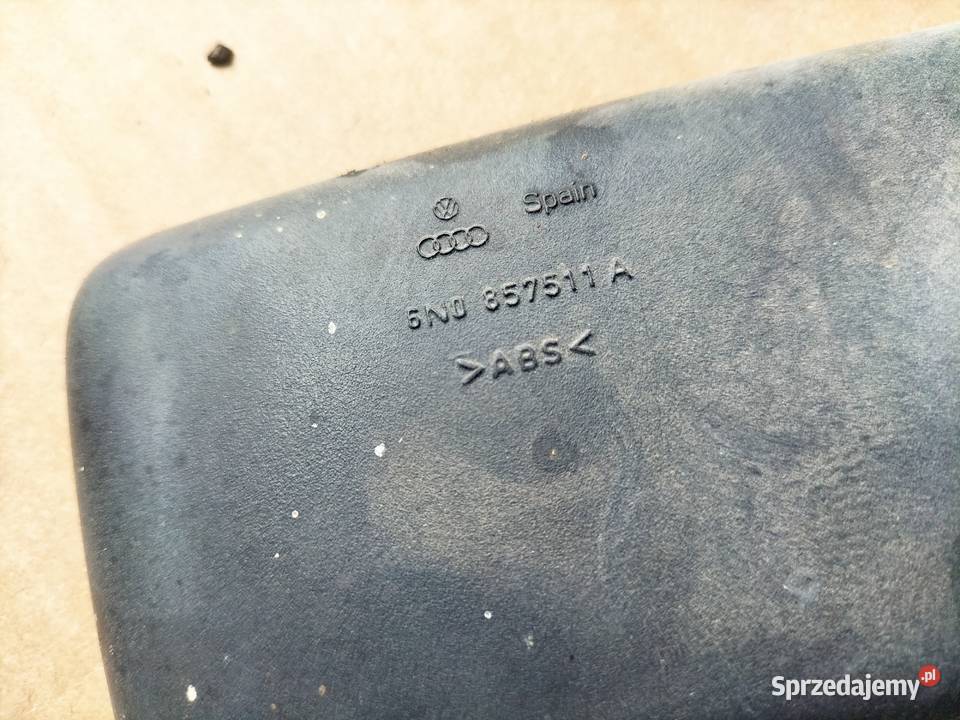 Spain
6N0 857511 A
>ABS<
Sprzedajemy.pl